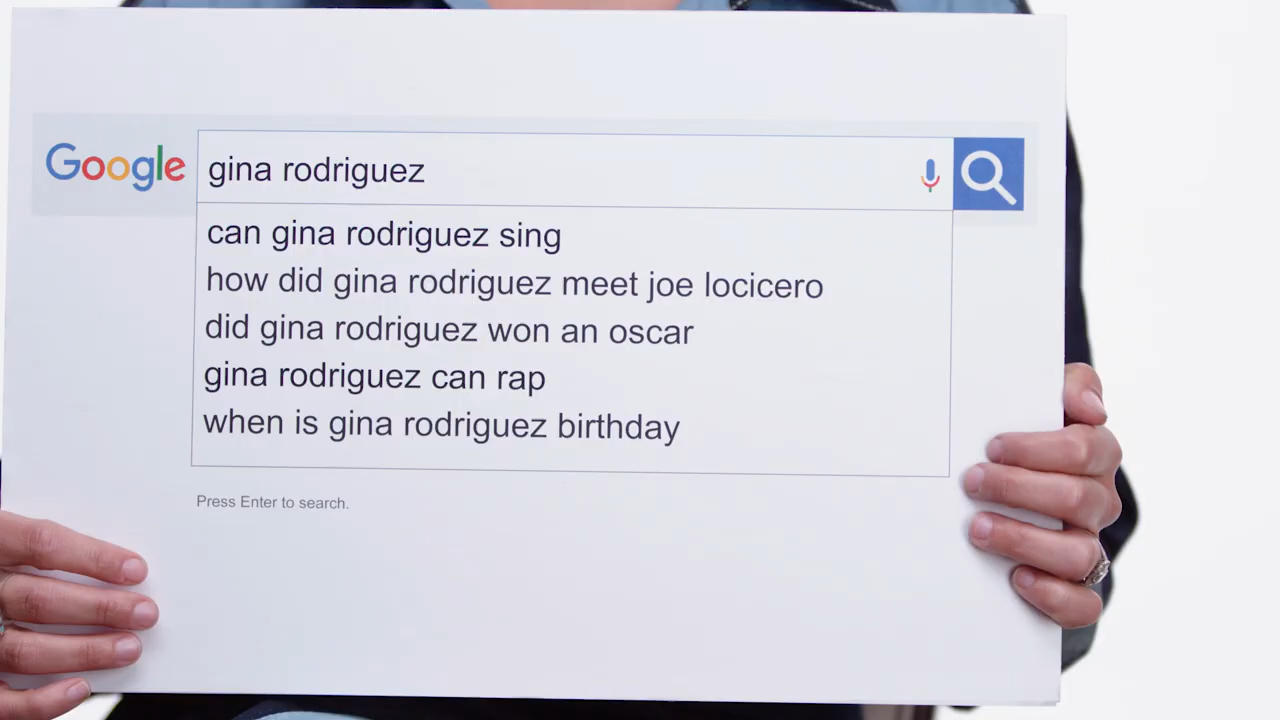 Google gina rodriguez
can gina rodriguez sing
how did gina rodriguez meet joe locicero
did gina rodriguez won an oscar
gina rodriguez can rap
when is gina rodriguez birthday
Press Enter to search.